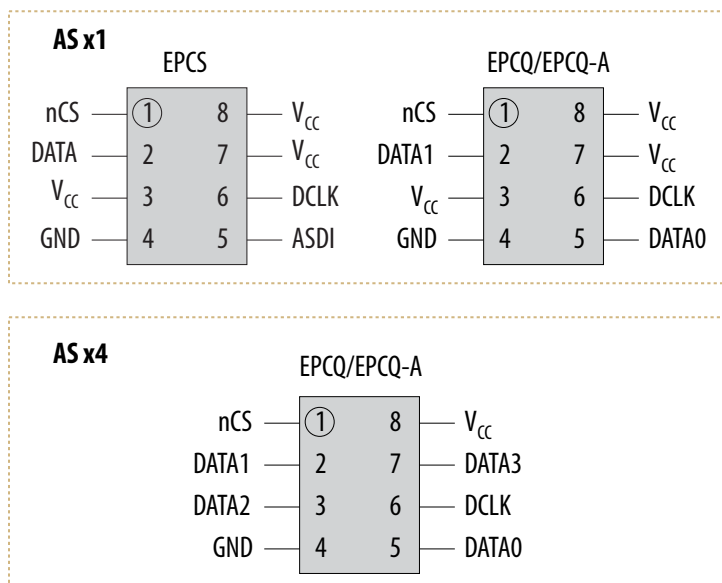 AS x1
EPCS
nCS 1 8 VCC
DATA 2 7 VCC
VCC 3 6 DCLK
GND 4 5 ASDI
EPCQ/EPCQ-A
nCS 1 8 VCC
DATA1 2 7 VCC
VCC 3 6 DCLK
GND 4 5 DATA0
AS x4
EPCQ/EPCQ-A
nCS 1 8 VCC
DATA1 2 7 DATA3
DATA2 3 6 DCLK
GND 4 5 DATA0